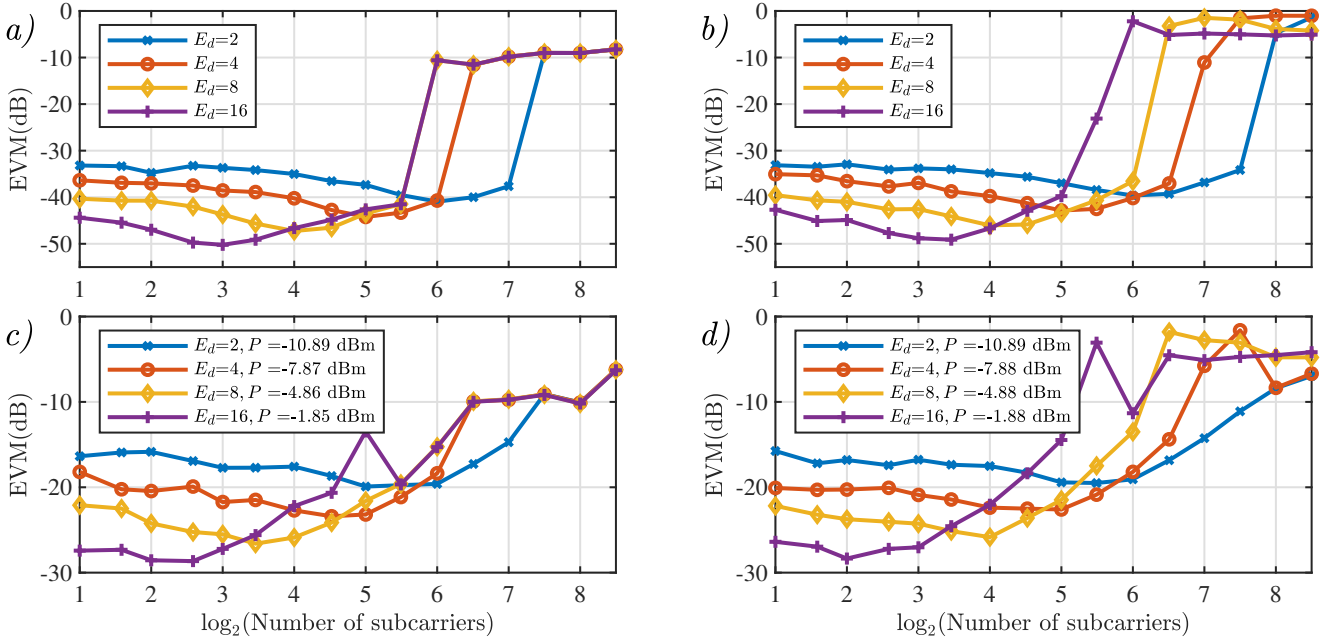 a)
EVM(dB)
0
-10
-20
-30
-40
-50
E_d=2
E_d=4
E_d=8
E_d=16
1 2 3 4 5 6 7 8
b)
EVM(dB)
0
-10
-20
-30
-40
-50
E_d=2
E_d=4
E_d=8
E_d=16
1 2 3 4 5 6 7 8
c)
EVM(dB)
0
-10
-20
-30
E_d=2, P =-10.89 dBm
E_d=4, P =-7.87 dBm
E_d=8, P =-4.86 dBm
E_d=16, P =-1.85 dBm
1 2 3 4 5 6 7 8
log₂(Number of subcarriers)
d)
EVM(dB)
0
-10
-20
-30
E_d=2, P =-10.89 dBm
E_d=4, P =-7.88 dBm
E_d=8, P =-4.88 dBm
E_d=16, P =-1.88 dBm
1 2 3 4 5 6 7 8
log₂(Number of subcarriers)